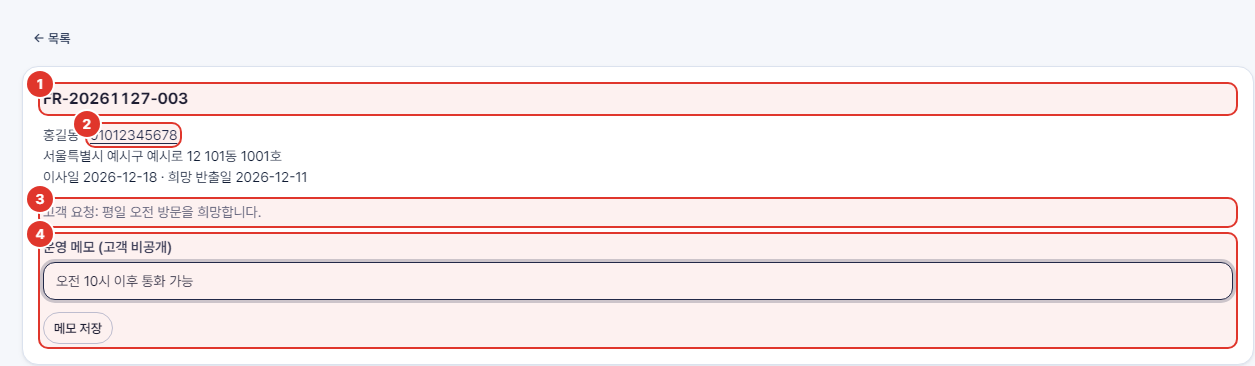 ← 목록
1
FR-20261127-003
2
홍길동 01012345678
서울특별시 예시구 예시로 12 101동 1001호
이사일 2026-12-18 · 희망 반출일 2026-12-11
3
고객 요청: 평일 오전 방문을 희망합니다.
4
운영 메모 (고객 비공개)
오전 10시 이후 통화 가능
메모 저장